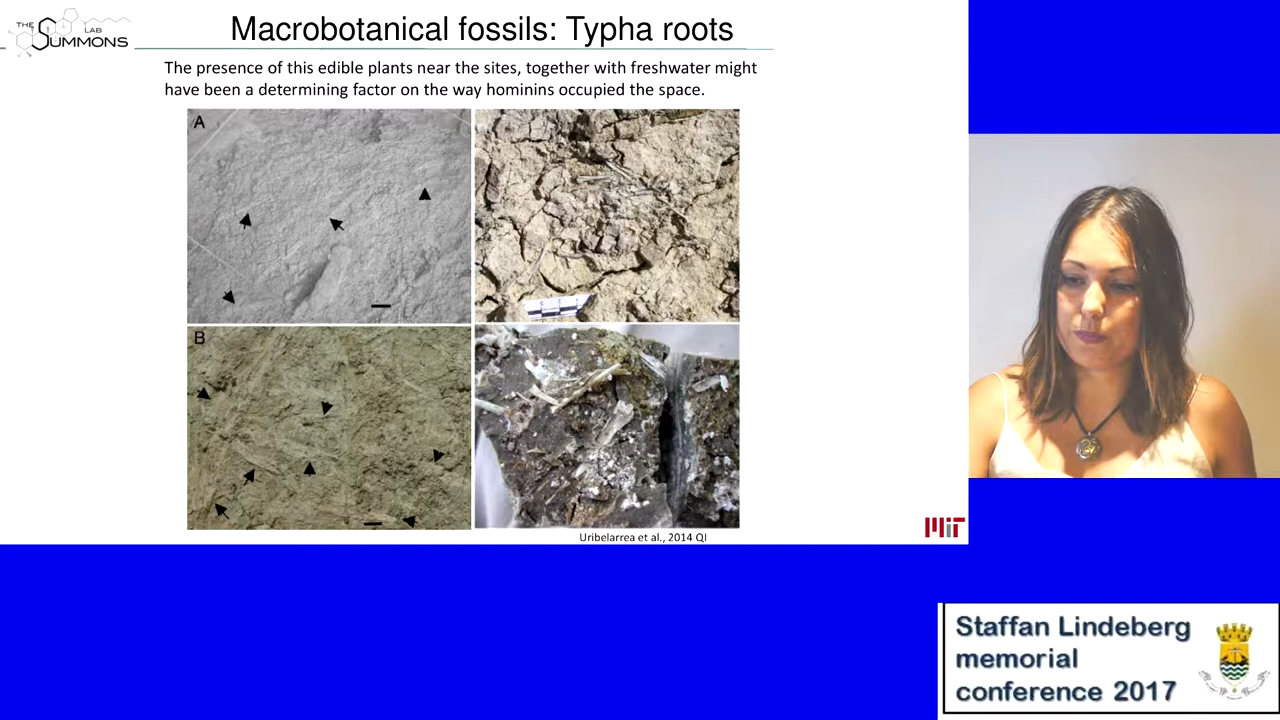 THE
SUMMONS
LAB
Macrobotanical fossils: Typha roots
The presence of this edible plants near the sites, together with freshwater might
have been a determining factor on the way hominins occupied the space.
A
B
Uribelarrea et al., 2014 QI
MIT
Staffan Lindeberg
memorial
conference 2017